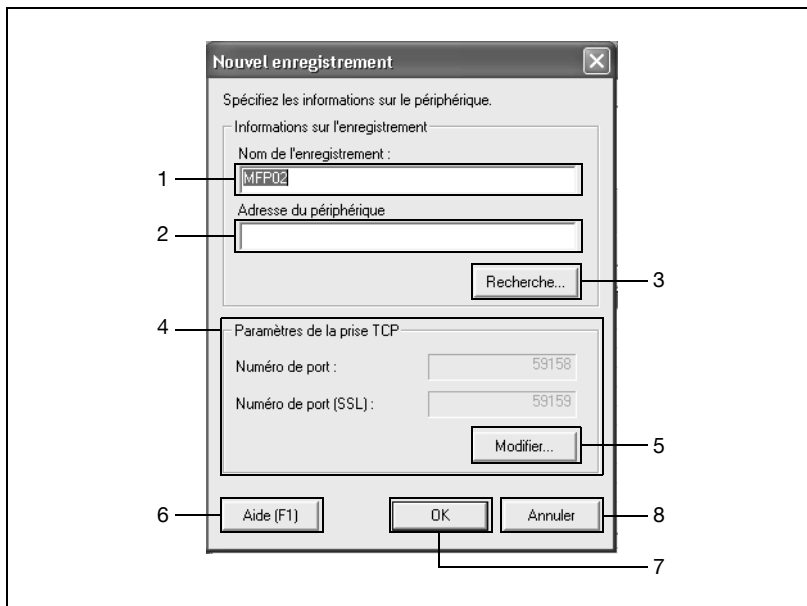 Nouvel enregistrement
Spécifiez les informations sur le périphérique.
Informations sur l'enregistrement
Nom de l'enregistrement :
1
MFP02
Adresse du périphérique
2
Recherche...
3
4
Paramètres de la prise TCP
Numéro de port :
59158
Numéro de port (SSL) :
59159
Modifier...
5
6
Aide (F1)
OK
Annuler
8
7